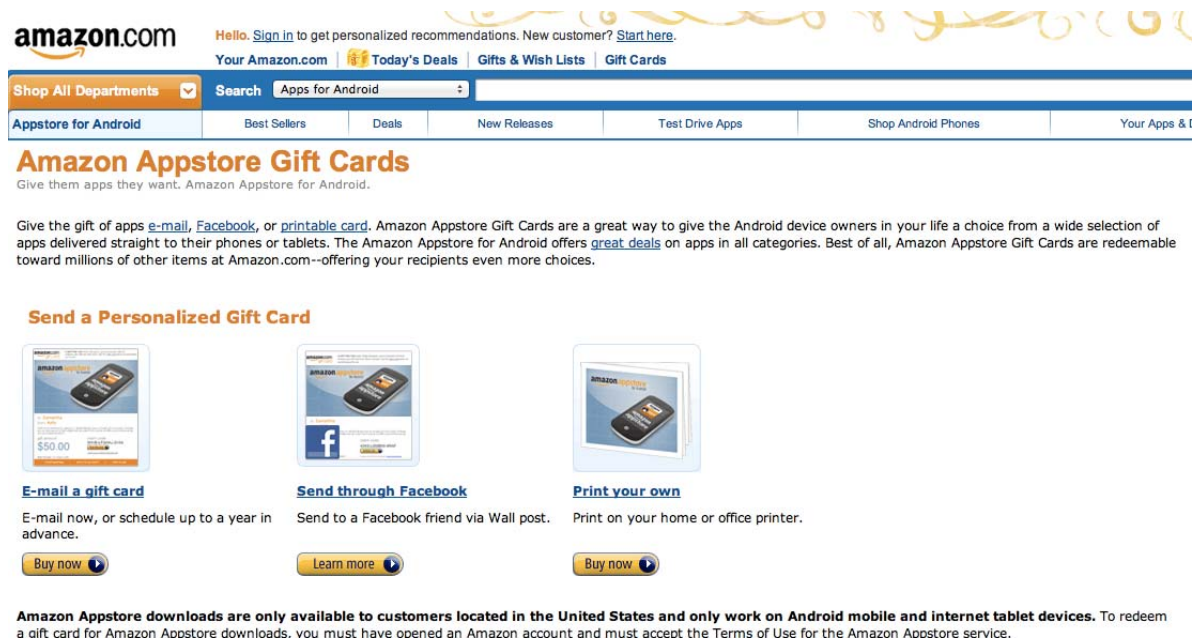 amazon.com
Hello. Sign in to get personalized recommendations. New customer? Start here.
Your Amazon.com | Today's Deals | Gifts & Wish Lists | Gift Cards
Shop All Departments
Search Apps for Android
Appstore for Android
Best Sellers
Deals
New Releases
Test Drive Apps
Shop Android Phones
Your Apps &
Amazon Appstore Gift Cards
Give them apps they want. Amazon Appstore for Android.
Give the gift of apps e-mail, Facebook, or printable card. Amazon Appstore Gift Cards are a great way to give the Android device owners in your life a choice from a wide selection of
apps delivered straight to their phones or tablets. The Amazon Appstore for Android offers great deals on apps in all categories. Best of all, Amazon Appstore Gift Cards are redeemable
toward millions of other items at Amazon.com--offering your recipients even more choices.
Send a Personalized Gift Card
amazon appstore
$50.00
amazon appstore
f
amazon appstore
E-mail a gift card
E-mail now, or schedule up to a year in
advance.
Buy now
Send through Facebook
Send to a Facebook friend via Wall post.
Learn more
Print your own
Print on your home or office printer.
Buy now
Amazon Appstore downloads are only available to customers located in the United States and only work on Android mobile and internet tablet devices. To redeem
a gift card for Amazon Appstore downloads, you must have opened an Amazon account and must accept the Terms of Use for the Amazon Appstore service.